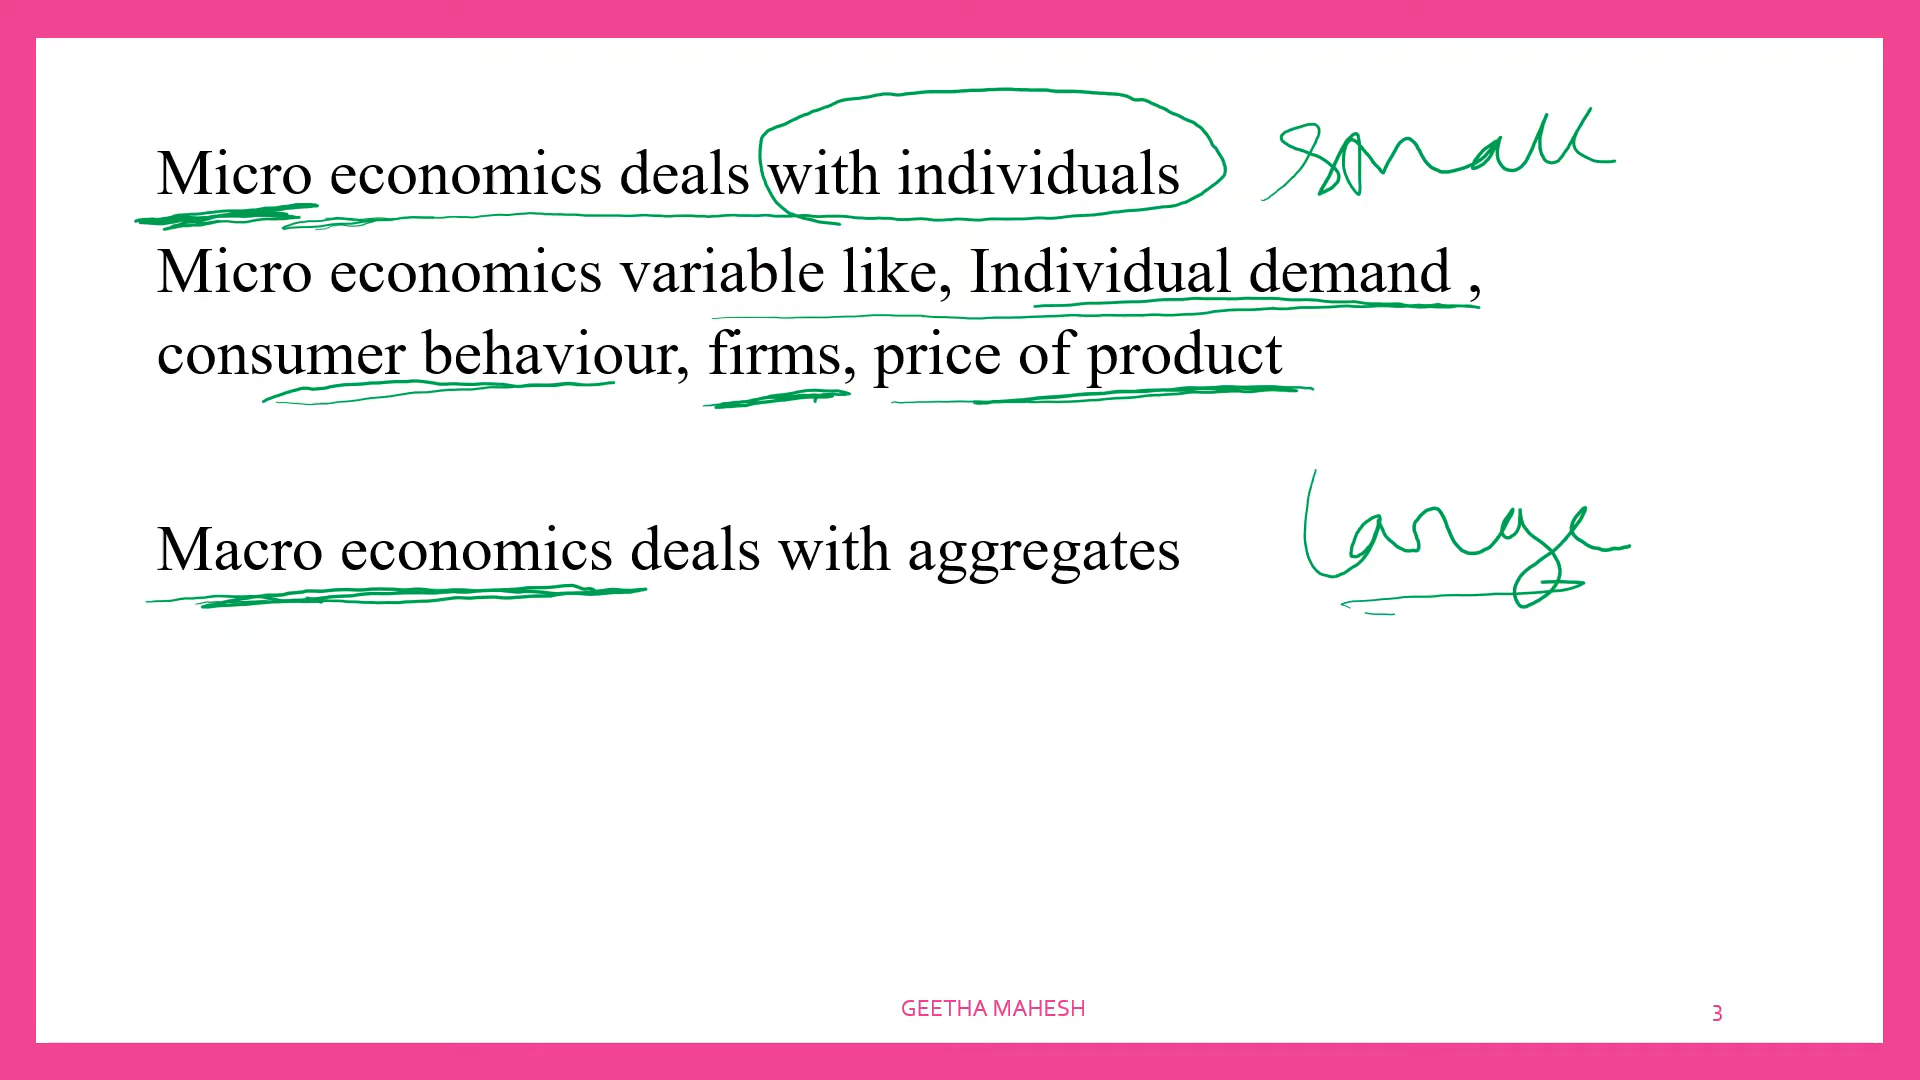 Micro economics deals with individuals small
Micro economics variable like, Individual demand ,
consumer behaviour, firms, price of product
Macro economics deals with aggregates large
GEETHA MAHESH
3